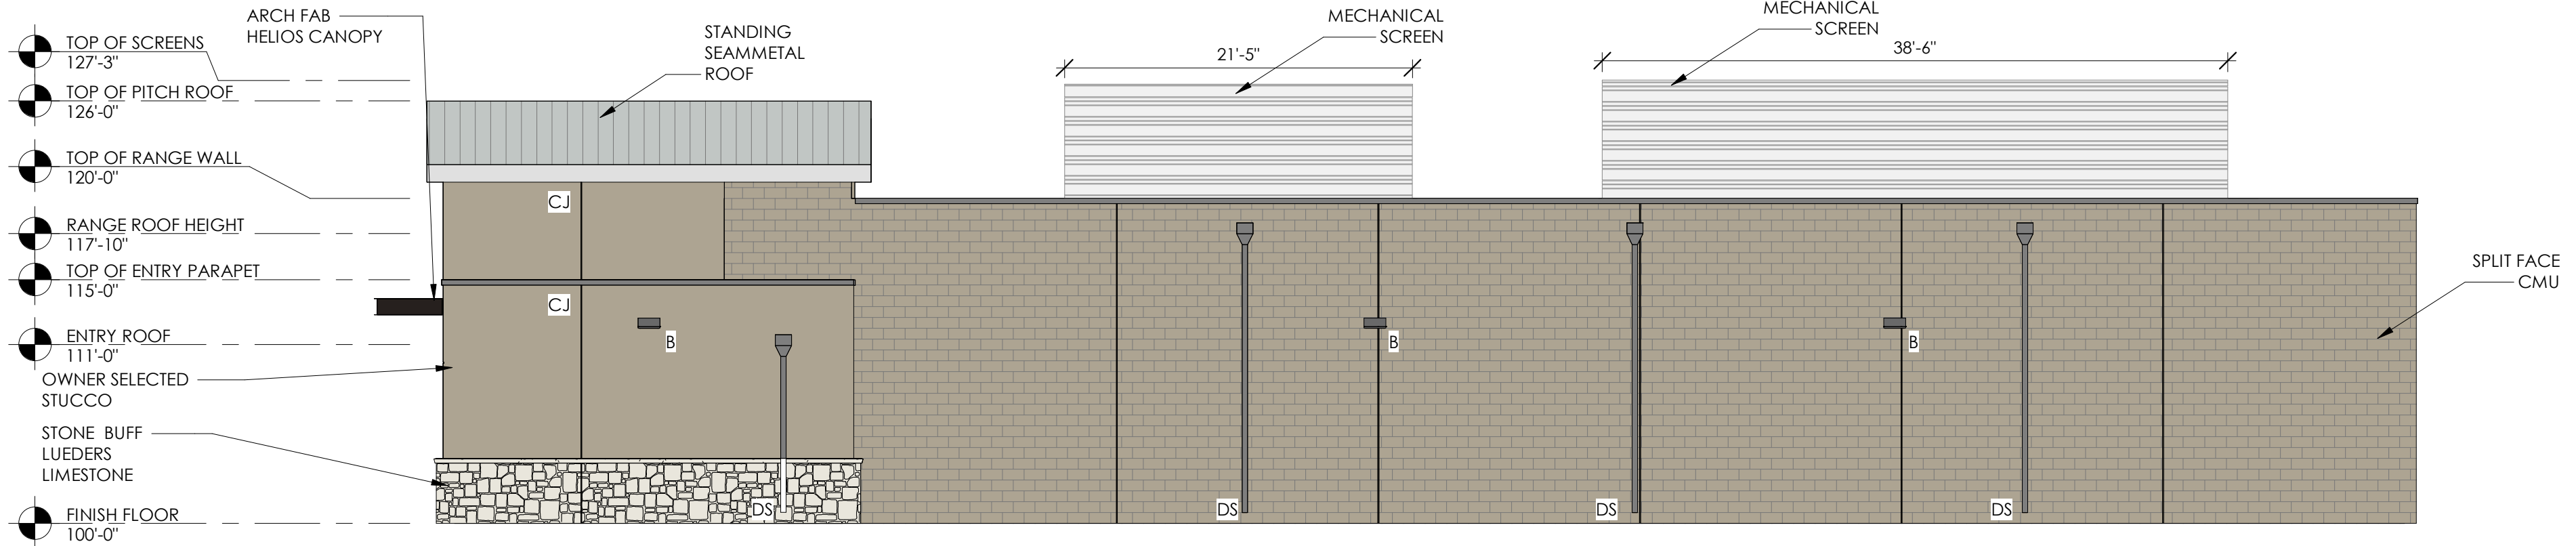 ARCH FAB
HELIOS CANOPY
TOP OF SCREENS
127'-3"
TOP OF PITCH ROOF
126'-0"
TOP OF RANGE WALL
120'-0"
RANGE ROOF HEIGHT
117'-10"
TOP OF ENTRY PARAPET
115'-0"
ENTRY ROOF
111'-0"
OWNER SELECTED
STUCCO
STONE BUFF
LUEDERS
LIMESTONE
FINISH FLOOR
100'-0"
STANDING
SEAMMETAL
ROOF
MECHANICAL
SCREEN
21'-5"
MECHANICAL
SCREEN
38'-6"
CJ
CJ
B
B
B
DS
DS
DS
DS
SPLIT FACE
CMU